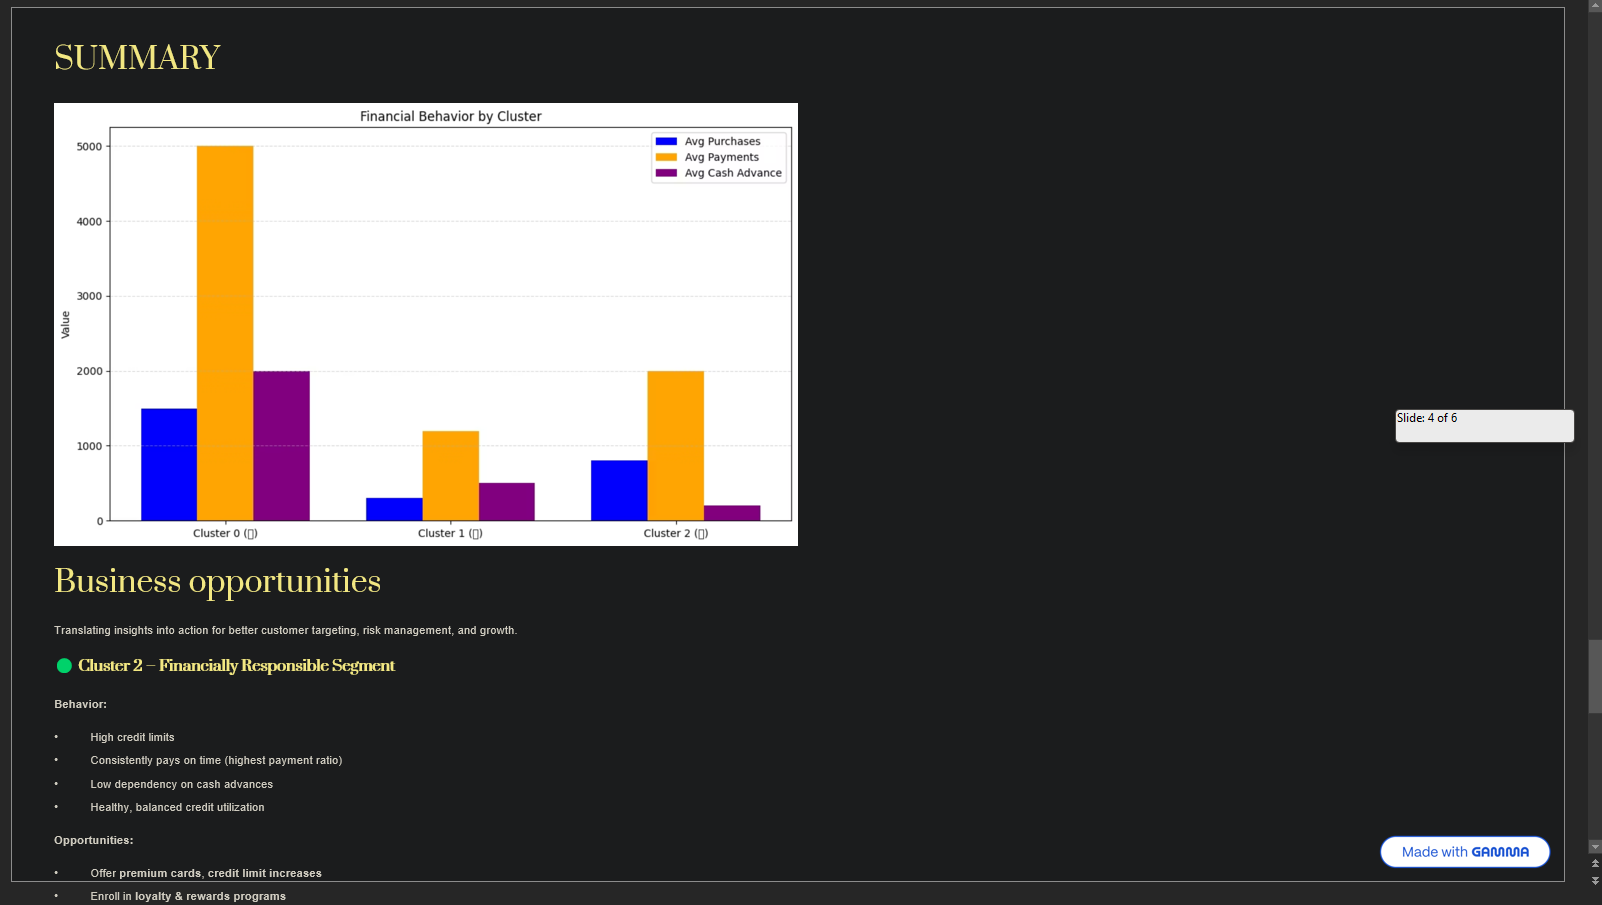 SUMMARY
Financial Behavior by Cluster
Avg Purchases
Avg Payments
Avg Cash Advance
5000
4000
3000
2000
1000
0
Value
Cluster 0 (▯)
Cluster 1 (▯)
Cluster 2 (▯)
Slide: 4 of 6
Business opportunities
Translating insights into action for better customer targeting, risk management, and growth.
Cluster 2 – Financially Responsible Segment
Behavior:
• High credit limits
• Consistently pays on time (highest payment ratio)
• Low dependency on cash advances
• Healthy, balanced credit utilization
Opportunities:
• Offer premium cards, credit limit increases
• Enroll in loyalty & rewards programs
Made with GAMMA